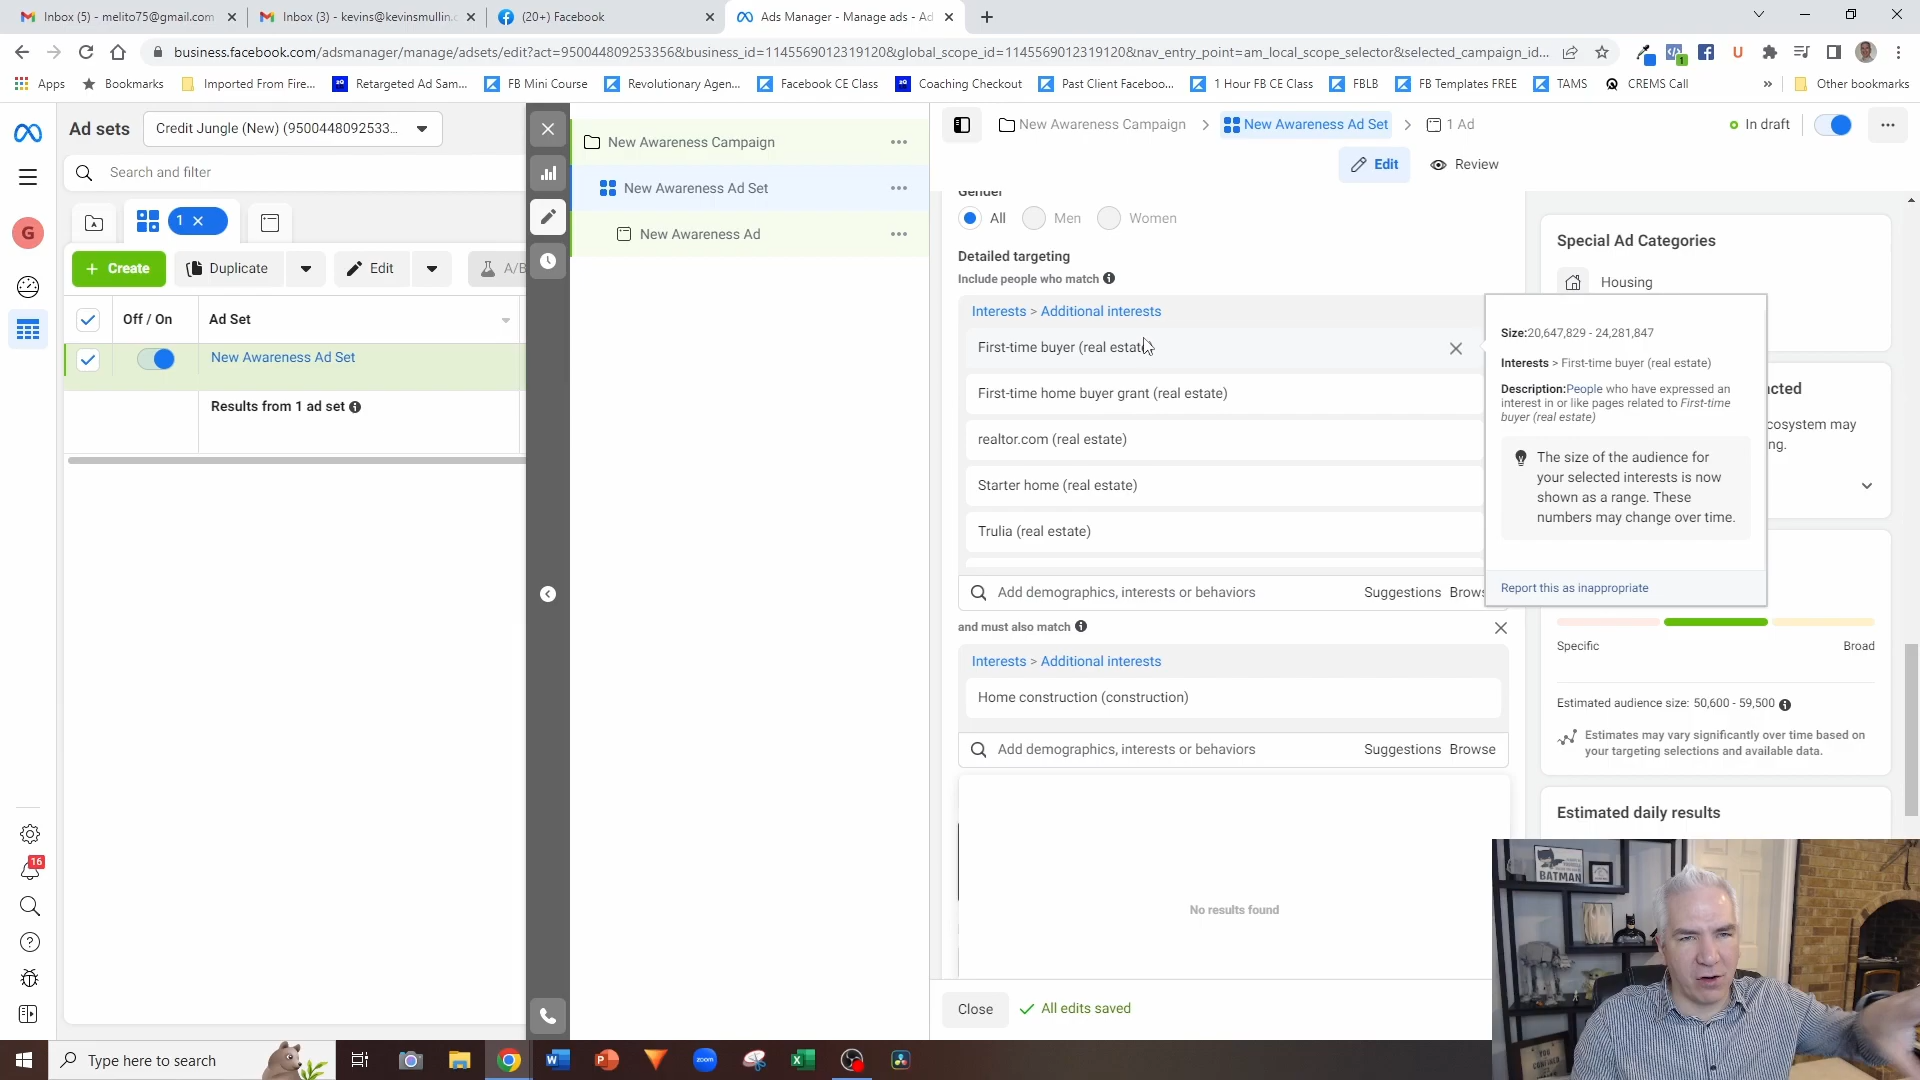 Inbox (5) - melito75@gmail.com
Inbox (3) - kevins@kevinsmullin.c
(20+) Facebook
Ads Manager - Manage ads - Ad
business.facebook.com/adsmanager/manage/adsets/edit?act=950044809253356&business_id=1145569012319120&global_scope_id=1145569012319120&nav_entry_point=am_local_scope_selector&selected_campaign_id...
Apps
Bookmarks
Imported From Fire...
Retargeted Ad Sam...
FB Mini Course
Revolutionary Agen...
Facebook CE Class
Coaching Checkout
Past Client Faceboo...
1 Hour FB CE Class
FBLB
FB Templates FREE
TAMS
CREMS Call
»
Other bookmarks
Ad sets
Credit Jungle (New) (9500448092533...
Search and filter
G
1
+ Create
Duplicate
Edit
A/B
Off / On
Ad Set
New Awareness Ad Set
Results from 1 ad set
16
New Awareness Campaign
New Awareness Ad Set
New Awareness Ad
New Awareness Campaign > New Awareness Ad Set > 1 Ad
In draft
Edit
Review
Gender
All
Men
Women
Detailed targeting
Include people who match
Interests > Additional interests
First-time buyer (real estate)
First-time home buyer grant (real estate)
realtor.com (real estate)
Starter home (real estate)
Trulia (real estate)
Add demographics, interests or behaviors
Suggestions
Brows
and must also match
Interests > Additional interests
Home construction (construction)
Add demographics, interests or behaviors
Suggestions
Browse
No results found
Close
All edits saved
Special Ad Categories
Housing
Size:20,647,829 - 24,281,847
Interests > First-time buyer (real estate)
Description:People who have expressed an
interest in or like pages related to First-time
buyer (real estate)
The size of the audience for
your selected interests is now
shown as a range. These
numbers may change over time.
Report this as inappropriate
cted
cosystem may
ng.
Specific
Broad
Estimated audience size: 50,600 - 59,500
Estimates may vary significantly over time based on
your targeting selections and available data.
Estimated daily results
BATMAN
Type here to search